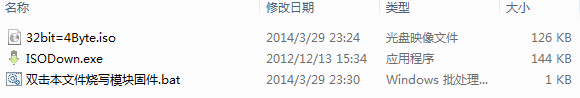 名称 修改日期 类型 大小
32bit=4Byte.iso 2014/3/29 23:24 光盘映像文件 126 KB
ISODown.exe 2012/12/13 15:34 应用程序 144 KB
双击本文件烧写模块固件.bat 2014/3/29 23:30 Windows 批处理... 1 KB